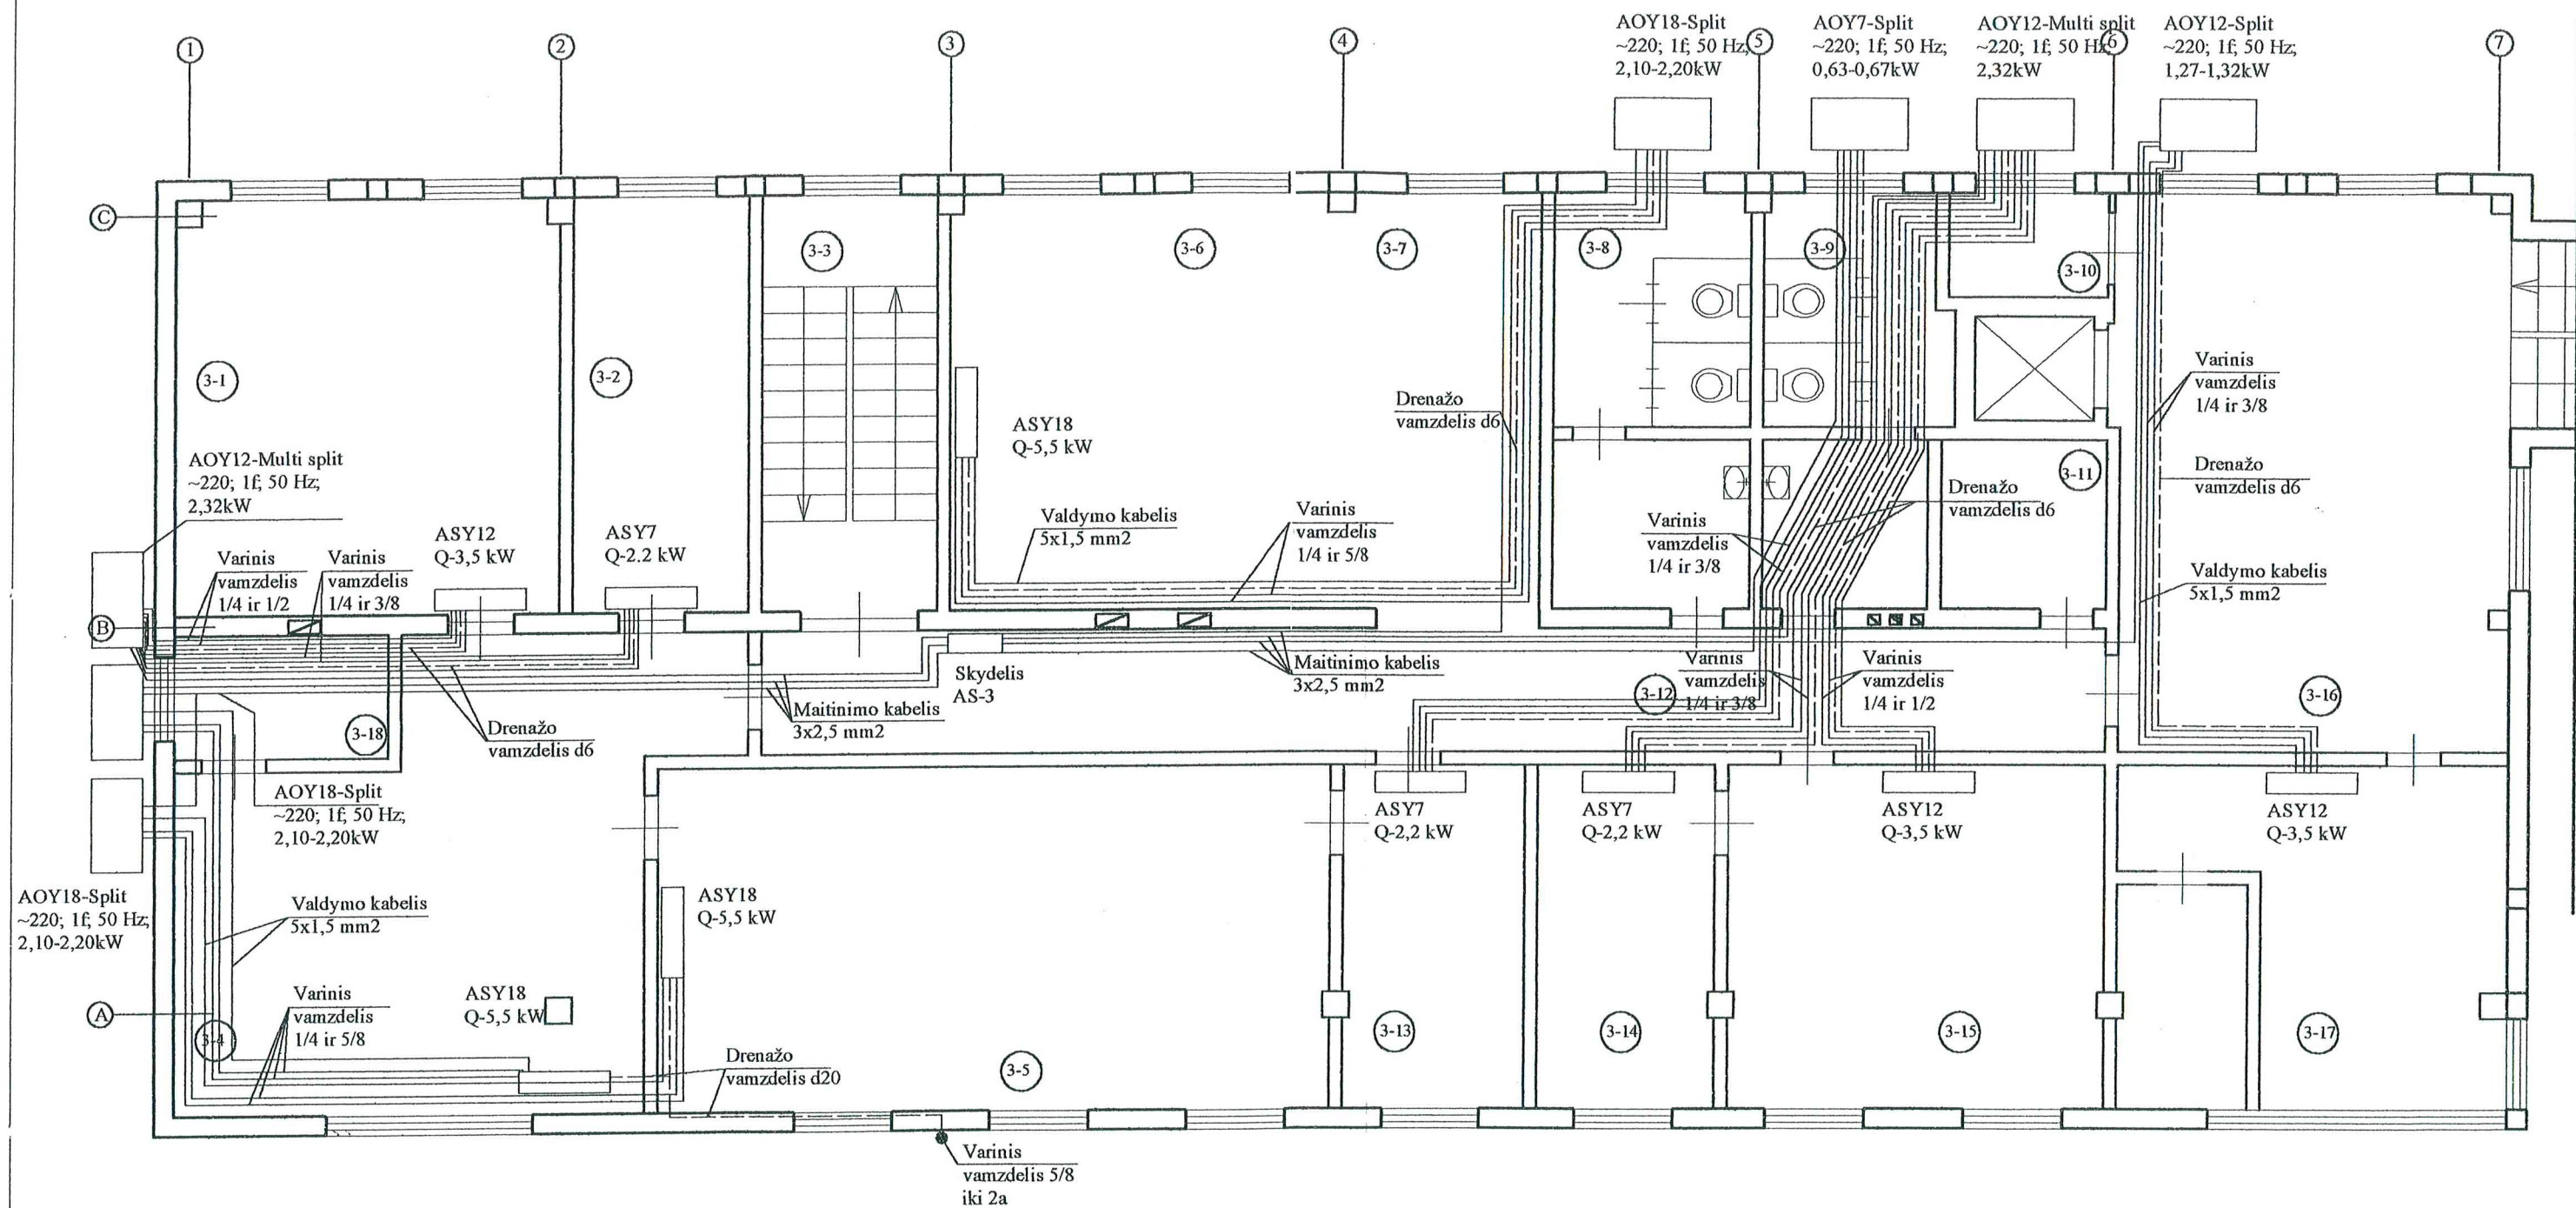 1
2
3
4
5
6
7
AOY18-Split
~220; 1f; 50 Hz;
2,10-2,20kW
AOY7-Split
~220; 1f; 50 Hz;
0,63-0,67kW
AOY12-Multi split
~220; 1f; 50 Hz;
2,32kW
AOY12-Split
~220; 1f; 50 Hz;
1,27-1,32kW
C
3-3
3-6
3-7
3-8
3-9
3-10
3-1
3-2
Varinis
vamzdelis
1/4 ir 3/8
Drenažo
vamzdelis d6
ASY18
Q-5,5 kW
AOY12-Multi split
~220; 1f; 50 Hz;
2,32kW
3-11
Drenažo
vamzdelis d6
Drenažo
vamzdelis d6
Valdymo kabelis
5x1,5 mm2
Varinis
vamzdelis
1/4 ir 5/8
Varinis
vamzdelis
1/4 ir 3/8
ASY12
Q-3,5 kW
ASY7
Q-2.2 kW
Varinis
vamzdelis
1/4 ir 1/2
Varinis
vamzdelis
1/4 ir 3/8
Valdymo kabelis
5x1,5 mm2
B
Skydelis
AS-3
Maitinimo kabelis
3x2,5 mm2
3-12
Varinis
vamzdelis
1/4 ir 3/8
Varinis
vamzdelis
1/4 ir 1/2
3-16
Maitinimo kabelis
3x2,5 mm2
3-18
Drenažo
vamzdelis d6
AOY18-Split
~220; 1f; 50 Hz;
2,10-2,20kW
ASY7
Q-2,2 kW
ASY7
Q-2,2 kW
ASY12
Q-3,5 kW
ASY12
Q-3,5 kW
AOY18-Split
~220; 1f; 50 Hz;
2,10-2,20kW
Valdymo kabelis
5x1,5 mm2
ASY18
Q-5,5 kW
Varinis
vamzdelis
1/4 ir 5/8
ASY18
Q-5,5 kW
A
3-4
3-13
3-14
3-15
3-17
Drenažo
vamzdelis d20
3-5
Varinis
vamzdelis 5/8
iki 2a